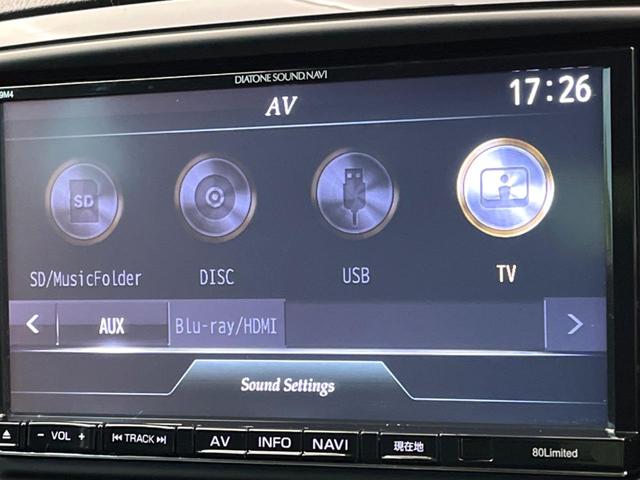 DIATONE SOUND.NAVI
9M4
AV
17:26
SD
SD/MusicFolder
DISC
USB
TV
AUX
Blu-ray/HDMI
Sound Settings
- VOL +
TRACK
AV
INFO
NAVI
現在地
80Limited